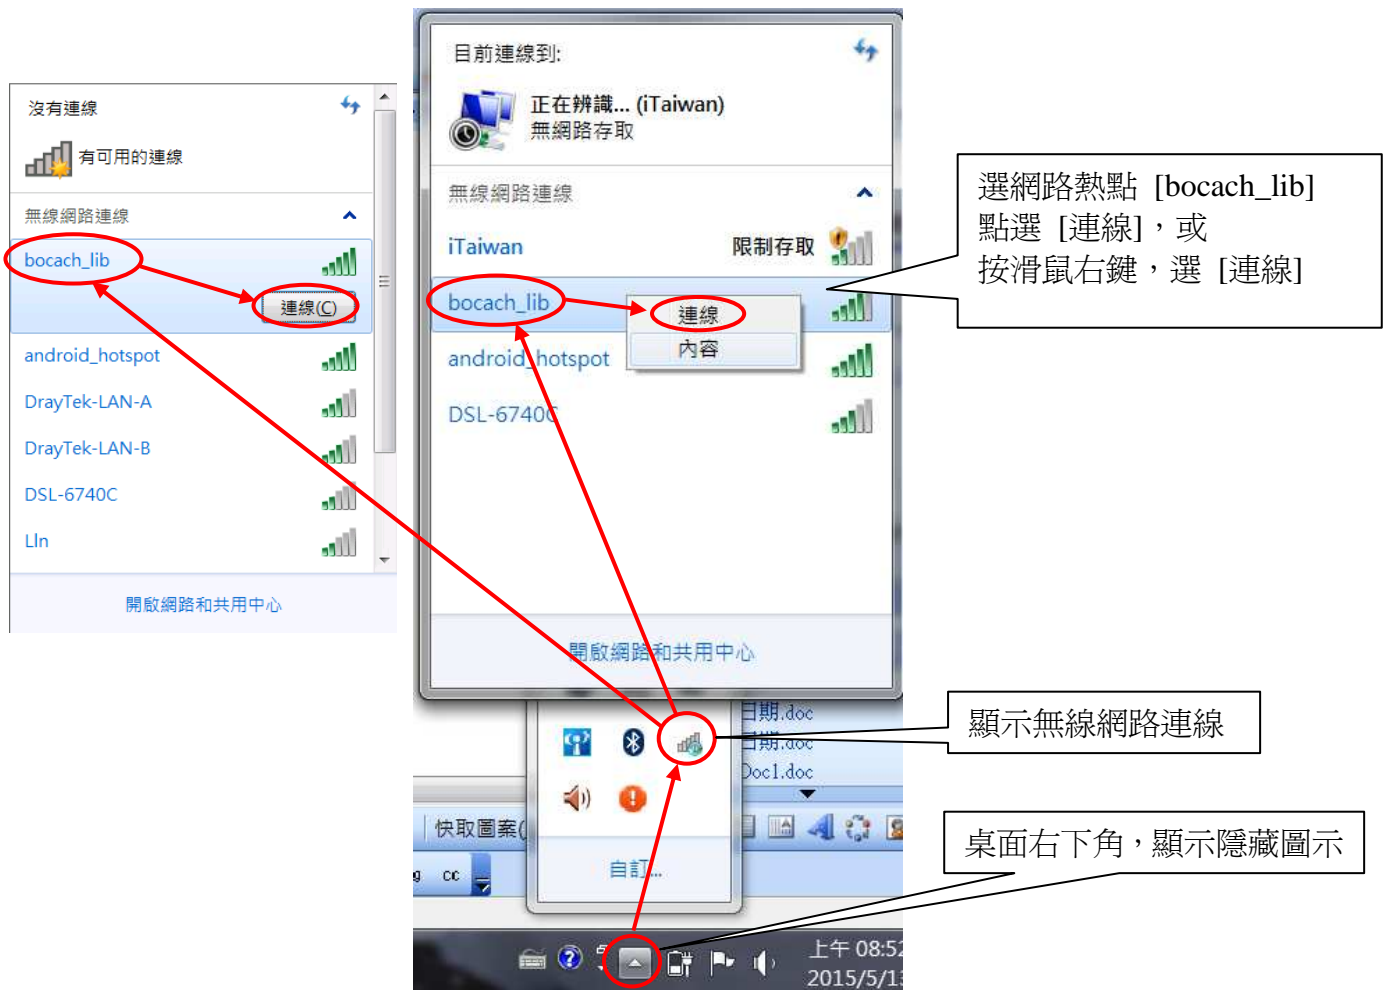 沒有連線
有可用的連線
無線網路連線
bocach_lib
連線(C)
android_hotspot
DrayTek-LAN-A
DrayTek-LAN-B
DSL-6740C
Lln
開啟網路和共用中心
目前連線到:
正在辨識... (iTaiwan)
無網路存取
無線網路連線
iTaiwan 限制存取
bocach_lib
連線
內容
android_hotspot
DSL-6740C
開啟網路和共用中心
選網路熱點 [bocach_lib]
點選 [連線],或
按滑鼠右鍵,選 [連線]
顯示無線網路連線
日期.doc
日期.doc
Doc1.doc
快取圖案(
cc
自訂...
桌面右下角,顯示隱藏圖示
上午 08:52
2015/5/13